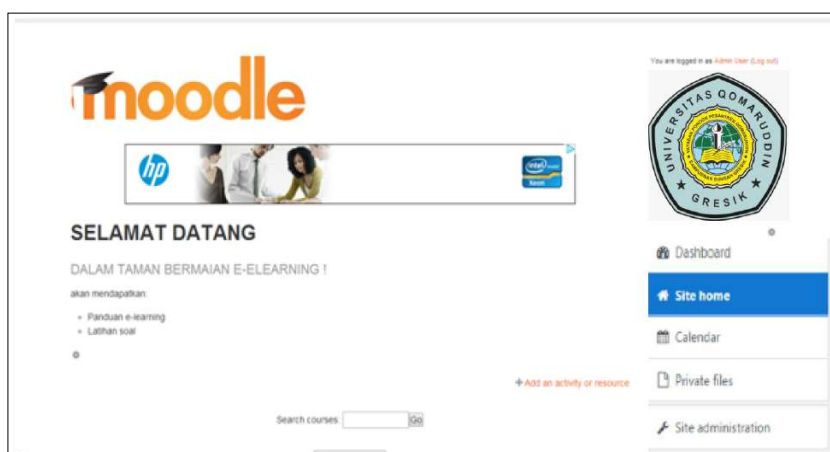 moodle
You are logged in as Admin User (Log out)
UNIVERSITAS QOMARUDDIN
GRESIK
hp
intel
Xeon
SELAMAT DATANG
DALAM TAMAN BERMAIAN E-ELEARNING !
akan mendapatkan:
Panduan e-learning
Latihan soal
Add an activity or resource
Search courses: Go
Dashboard
Site home
Calendar
Private files
Site administration